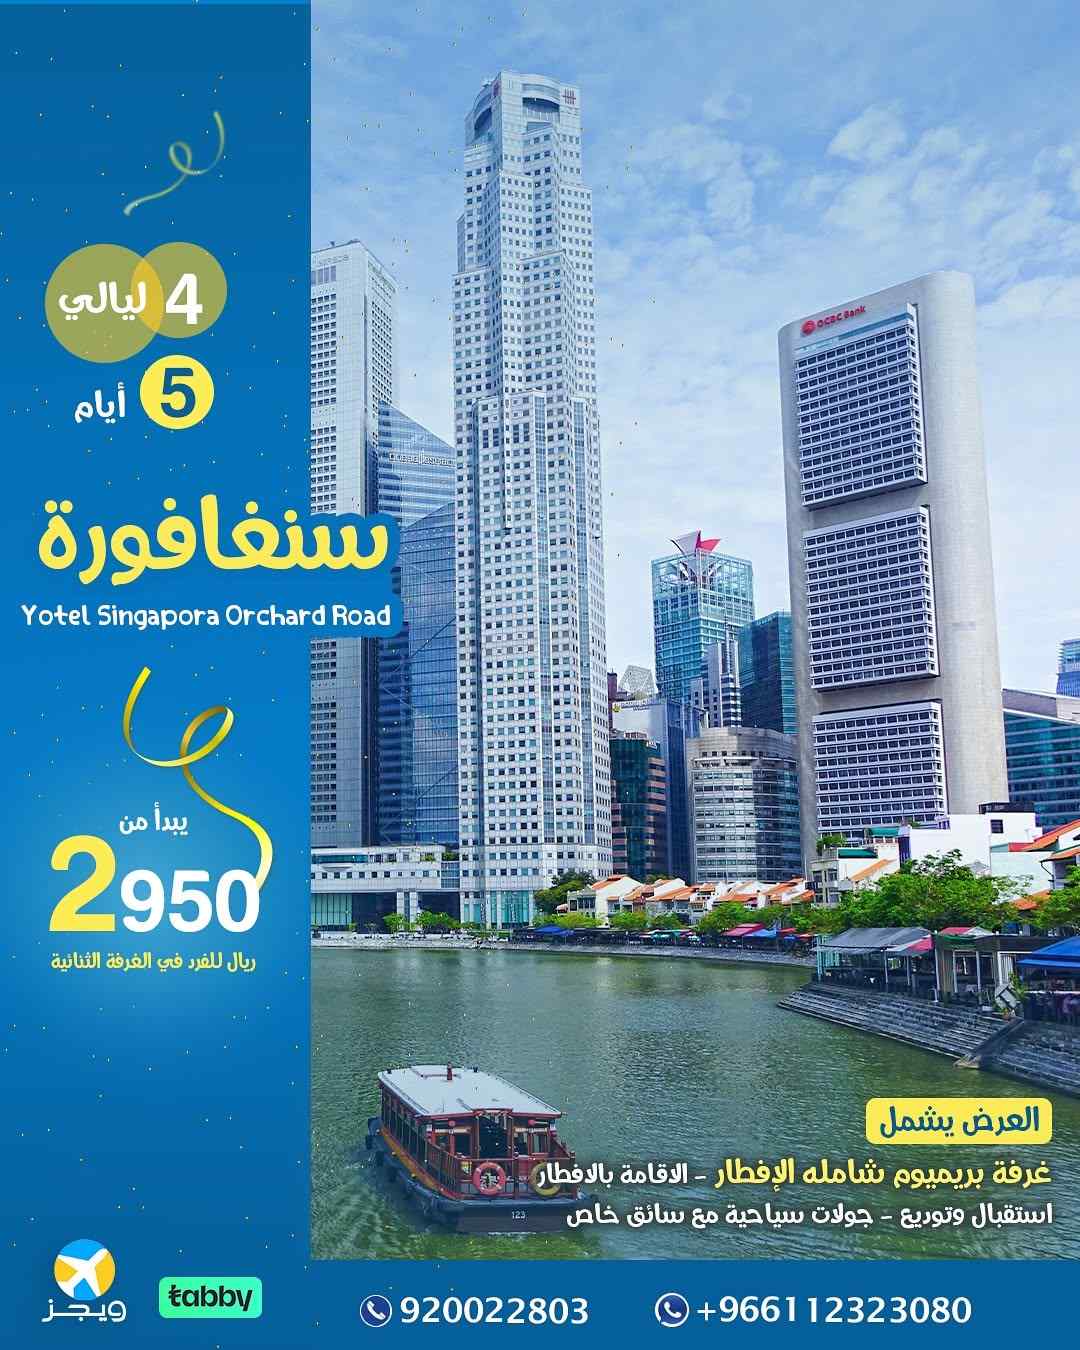 4 ليالي
5 أيام
سنغافورة
Yotel Singapora Orchard Road
يبدأ من
2950
ريال للفرد في الغرفة الثنائية
OCBC Bank
العرض يشمل
غرفة بريميوم شامله الإفطار - الاقامة بالافطار
استقبال وتوديع - جولات سياحية مع سائق خاص
123
ويجز
tabby
920022803
+966112323080